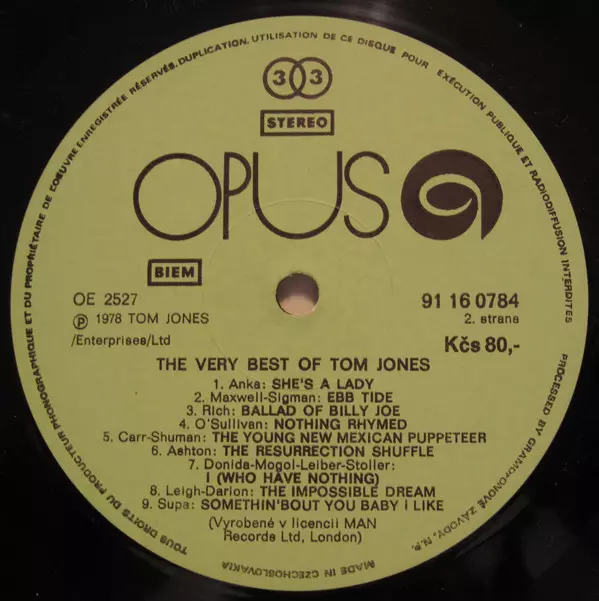 TOUS DROITS DU PRODUCTEUR PHONOGRAPHIQUE ET DU PROPRIÉTAIRE DE L'OEUVRE ENREGISTRÉE RÉSERVÉS. DUPLICATION, UTILISATION DE CE DISQUE POUR EXÉCUTION PUBLIQUE ET RADIODIFFUSION INTERDITES
33
STEREO
OPUS
BIEM
OE 2527
91 16 0784
Ⓟ 1978 TOM JONES
2. strana
/Enterprises/Ltd
Kčs 80,-
THE VERY BEST OF TOM JONES
1. Anka: SHE'S A LADY
2. Maxwell-Sigman: EBB TIDE
3. Rich: BALLAD OF BILLY JOE
4. O'Sullivan: NOTHING RHYMED
5. Carr-Shuman: THE YOUNG NEW MEXICAN PUPPETEER
6. Ashton: THE RESURRECTION SHUFFLE
7. Donida-Mogol-Leiber-Stoller:
I (WHO HAVE NOTHING)
8. Leigh-Darion: THE IMPOSSIBLE DREAM
9. Supa: SOMETHIN'BOUT YOU BABY I LIKE
(Vyrobené v licencii MAN
Records Ltd, London)
PROCESSED BY GRAMOFONOVÉ ZÁVODY, N.P.
MADE IN CZECHOSLOVAKIA